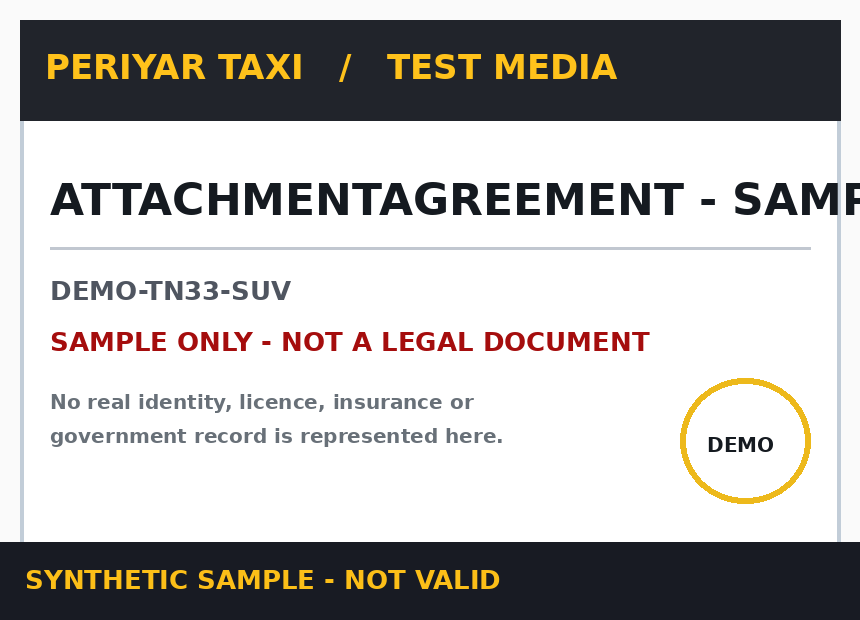 PERIYAR TAXI / TEST MEDIA
ATTACHMENTAGREEMENT - SAMP
DEMO-TN33-SUV
SAMPLE ONLY - NOT A LEGAL DOCUMENT
No real identity, licence, insurance or
government record is represented here.
DEMO
SYNTHETIC SAMPLE - NOT VALID